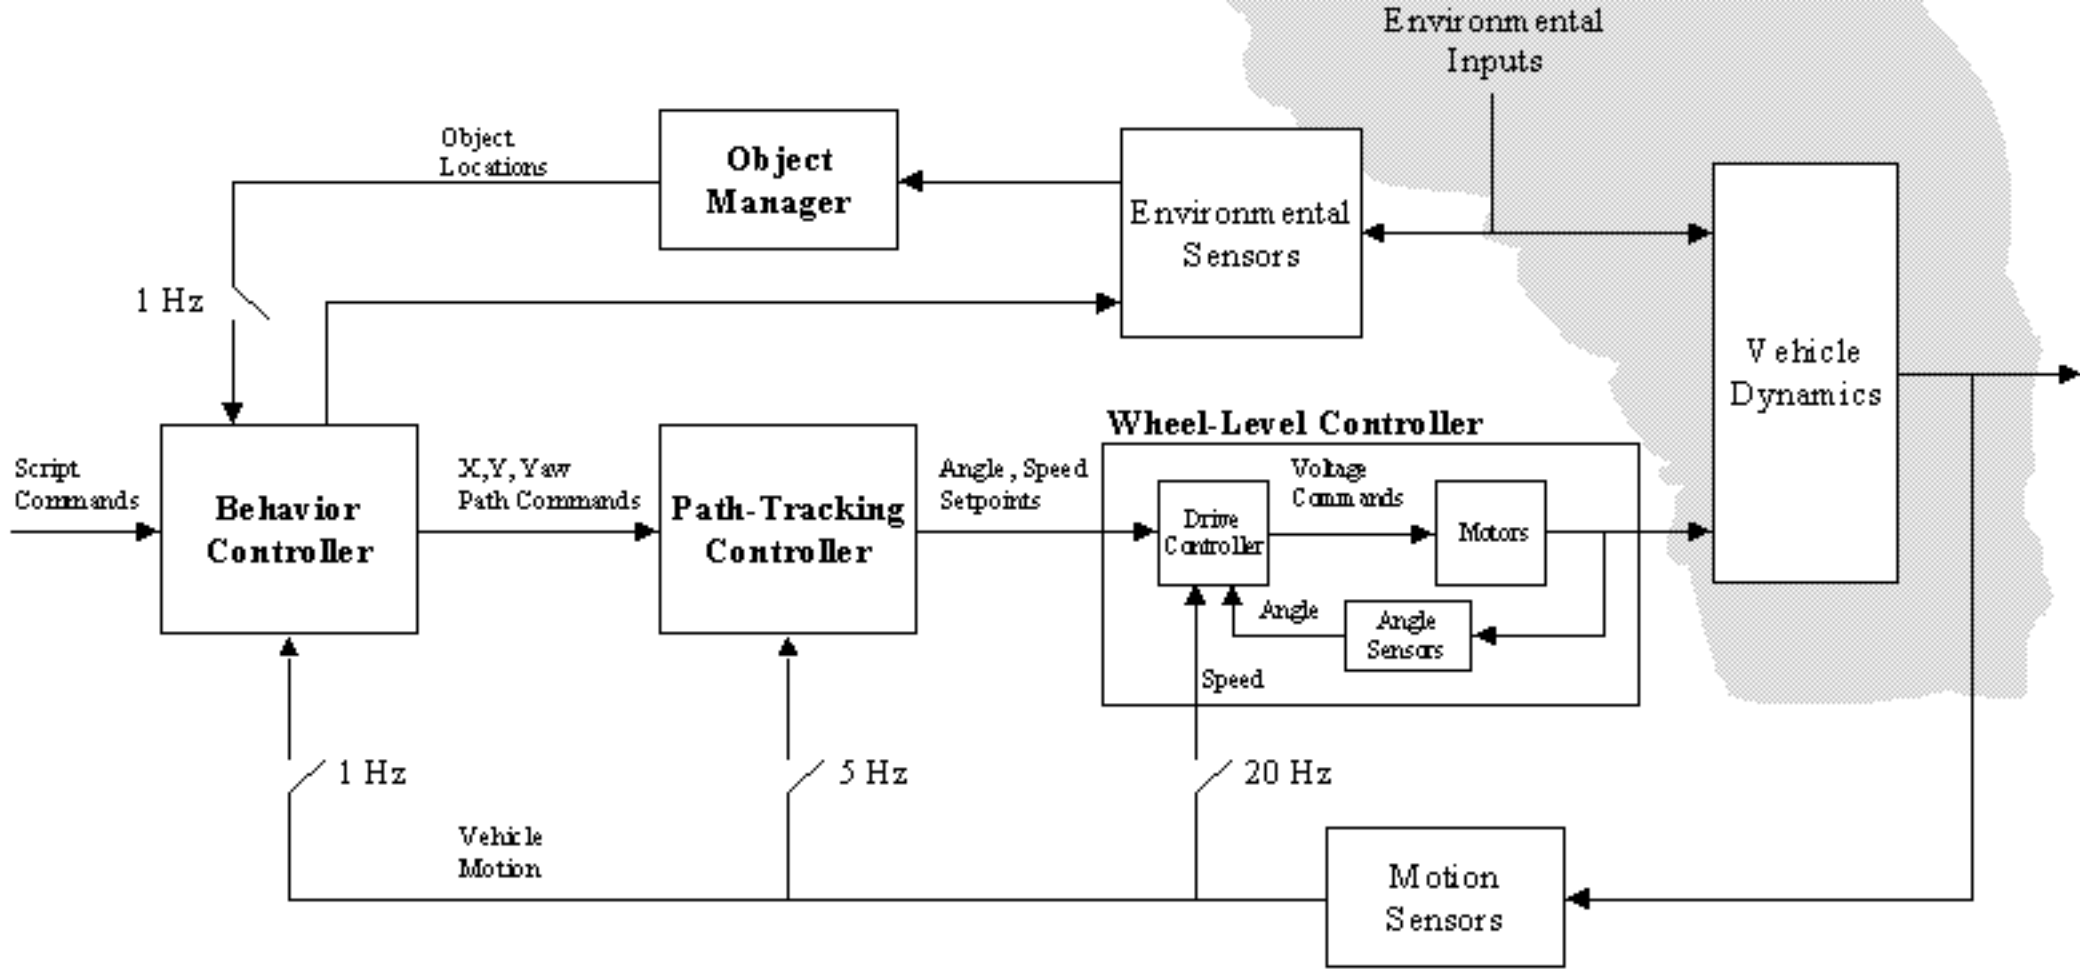 Environmental
Inputs
Object
Locations
Object
Manager
Environmental
Sensors
1 Hz
Vehicle
Dynamics
Wheel-Level Controller
Script
Commands
Behavior
Controller
X,Y, Yaw
Path Commands
Path-Tracking
Controller
Angle, Speed
Setpoints
Drive
Controller
Voltage
Commands
Motors
Angle
Angle
Sensors
Speed
1 Hz
5 Hz
20 Hz
Vehicle
Motion
Motion
Sensors